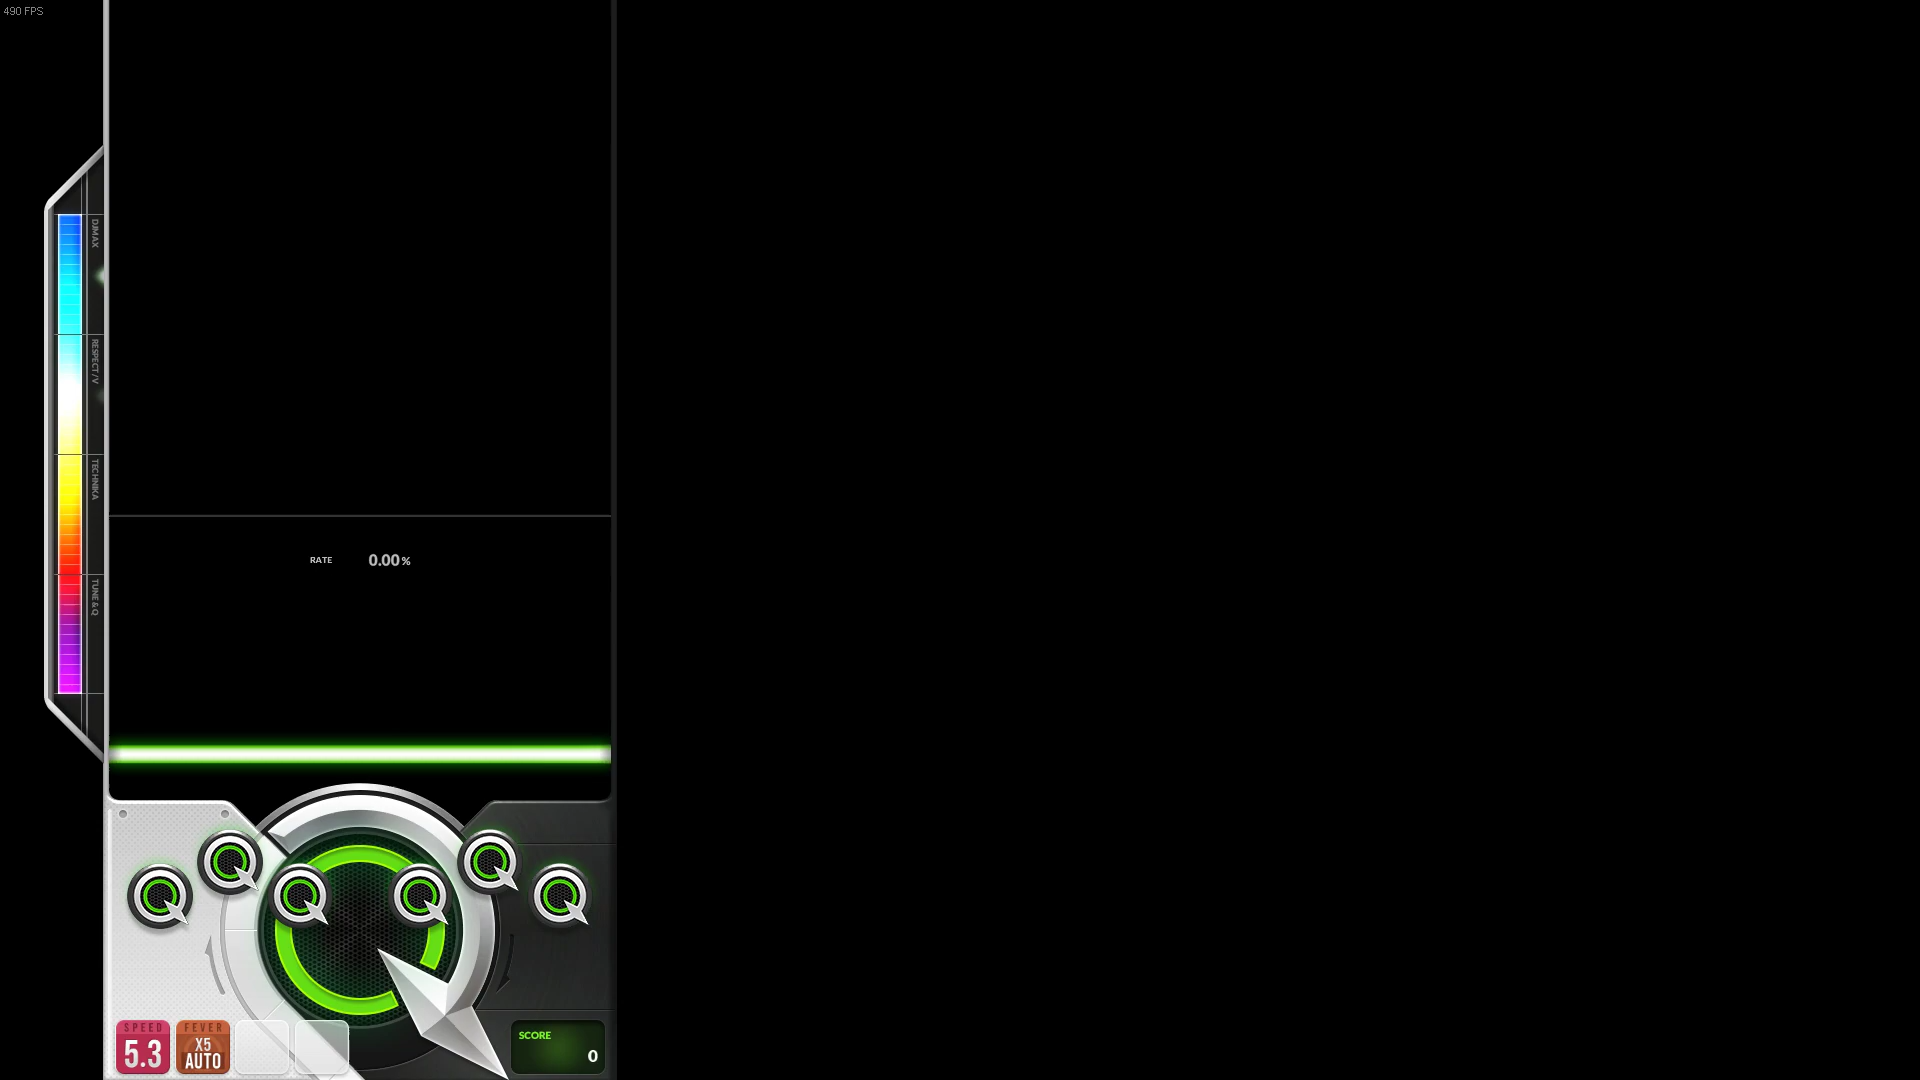 490 FPS
DJMAX
RESPECT/V
TECHNIKA
TUNE&Q
RATE 0.00%
SPEED
5.3
FEVER
X5
AUTO
SCORE
0